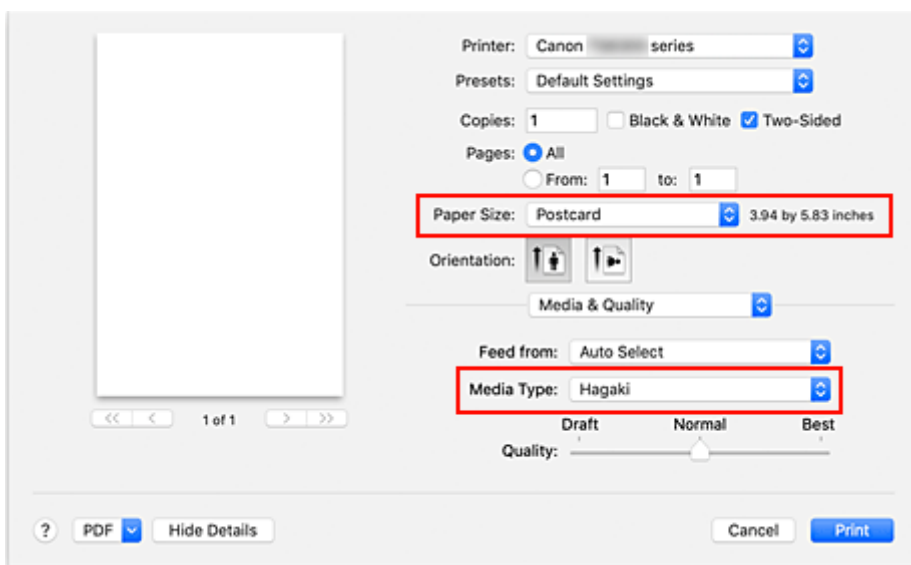 Printer: Canon series
Presets: Default Settings
Copies: 1 Black & White Two-Sided
Pages: All
From: 1 to: 1
Paper Size: Postcard 3.94 by 5.83 inches
Orientation:
Media & Quality
Feed from: Auto Select
Media Type: Hagaki
<< < 1 of 1 > >>
Draft Normal Best
Quality:
? PDF Hide Details Cancel Print